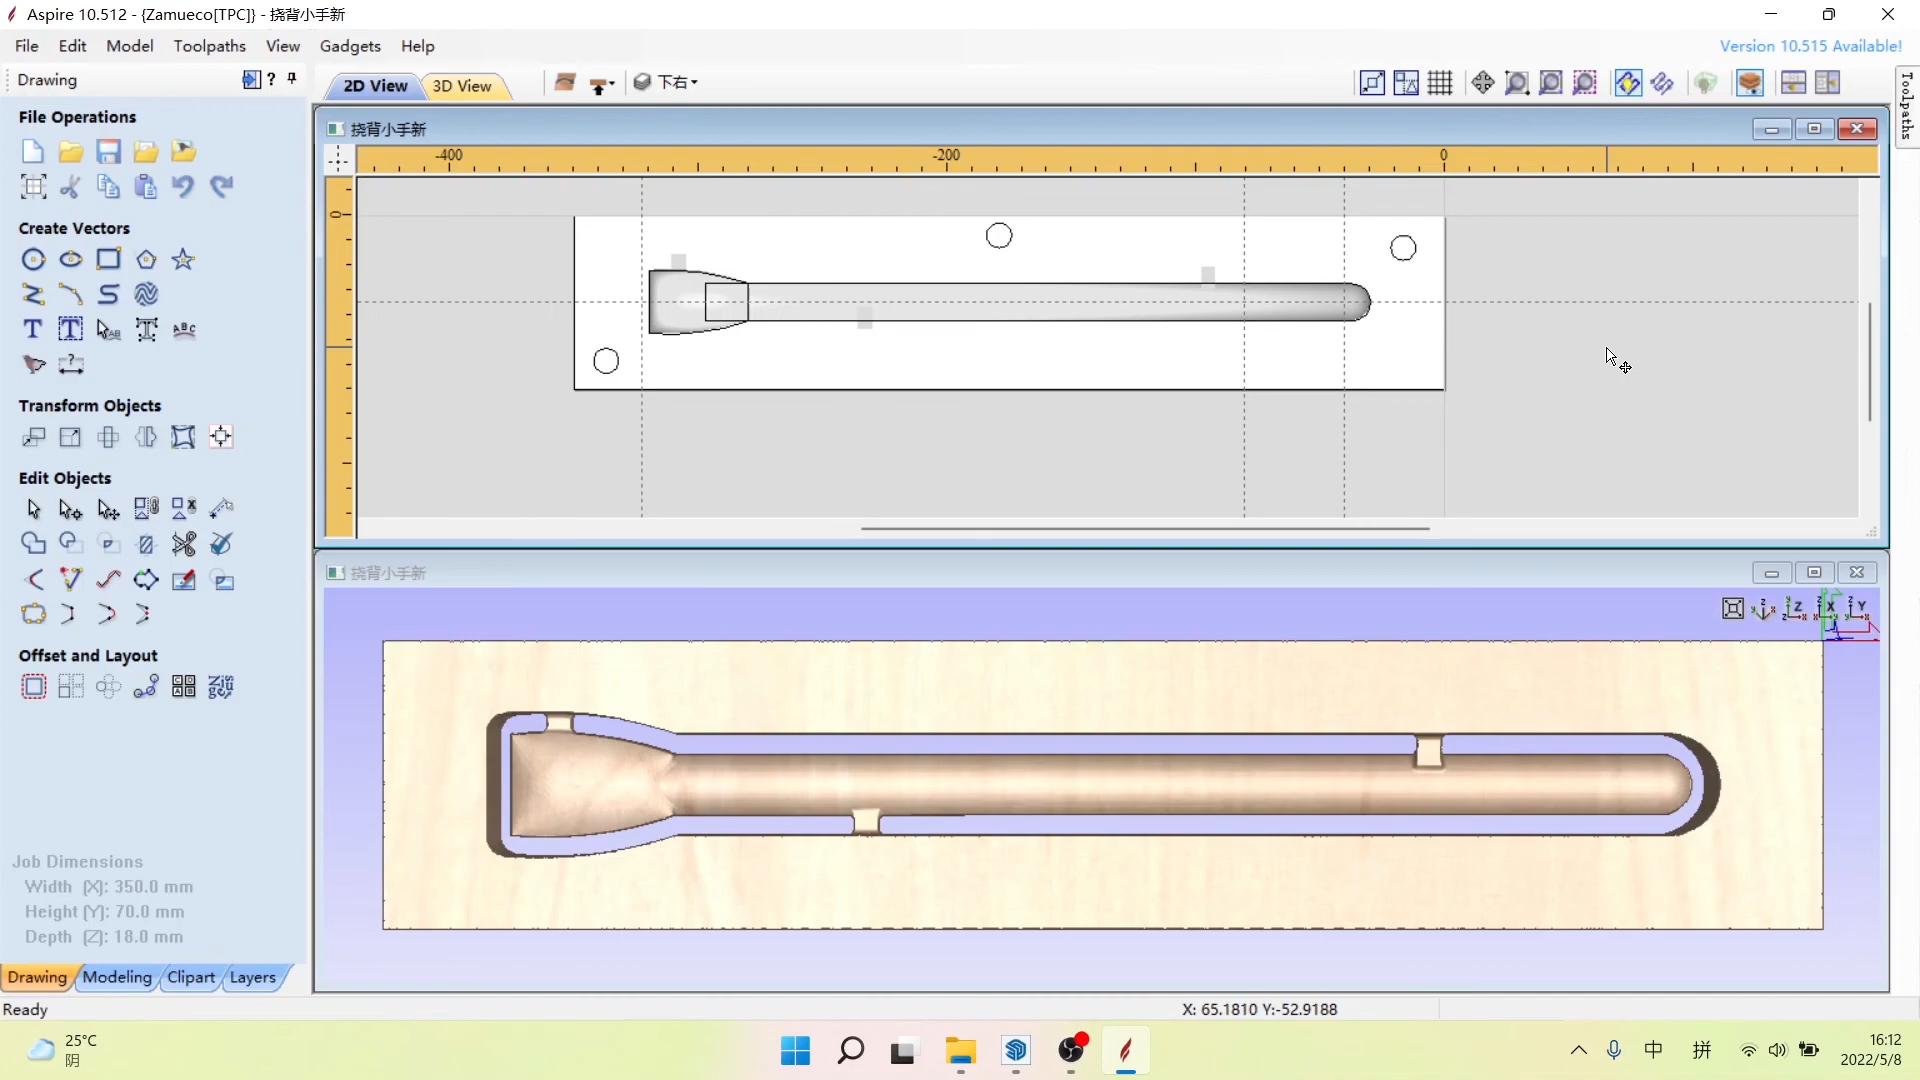 Aspire 10.512 - {Zamueco[TPC]} - 挠背小手新
File Edit Model Toolpaths View Gadgets Help
Version 10.515 Available!
Drawing
2D View
3D View
下右
Toolpaths
File Operations
Create Vectors
Transform Objects
Edit Objects
Offset and Layout
Job Dimensions
Width (X): 350.0 mm
Height (Y): 70.0 mm
Depth (Z): 18.0 mm
Drawing Modeling Clipart Layers
挠背小手新
-400
-200
0
0
挠背小手新
Ready
X: 65.1810 Y:-52.9188
25°C
阴
中
拼
16:12
2022/5/8